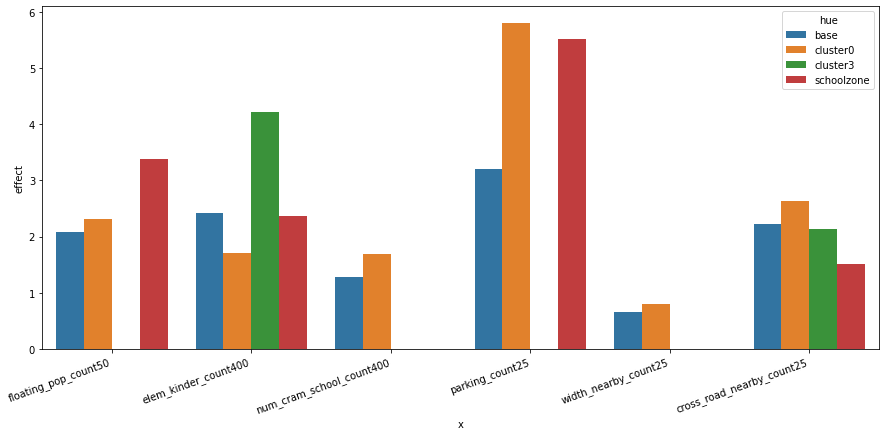 6
5
4
3
2
1
0
effect
hue
base
cluster0
cluster3
schoolzone
floating_pop_count50
elem_kinder_count400
num_cram_school_count400
parking_count25
width_nearby_count25
cross_road_nearby_count25
x